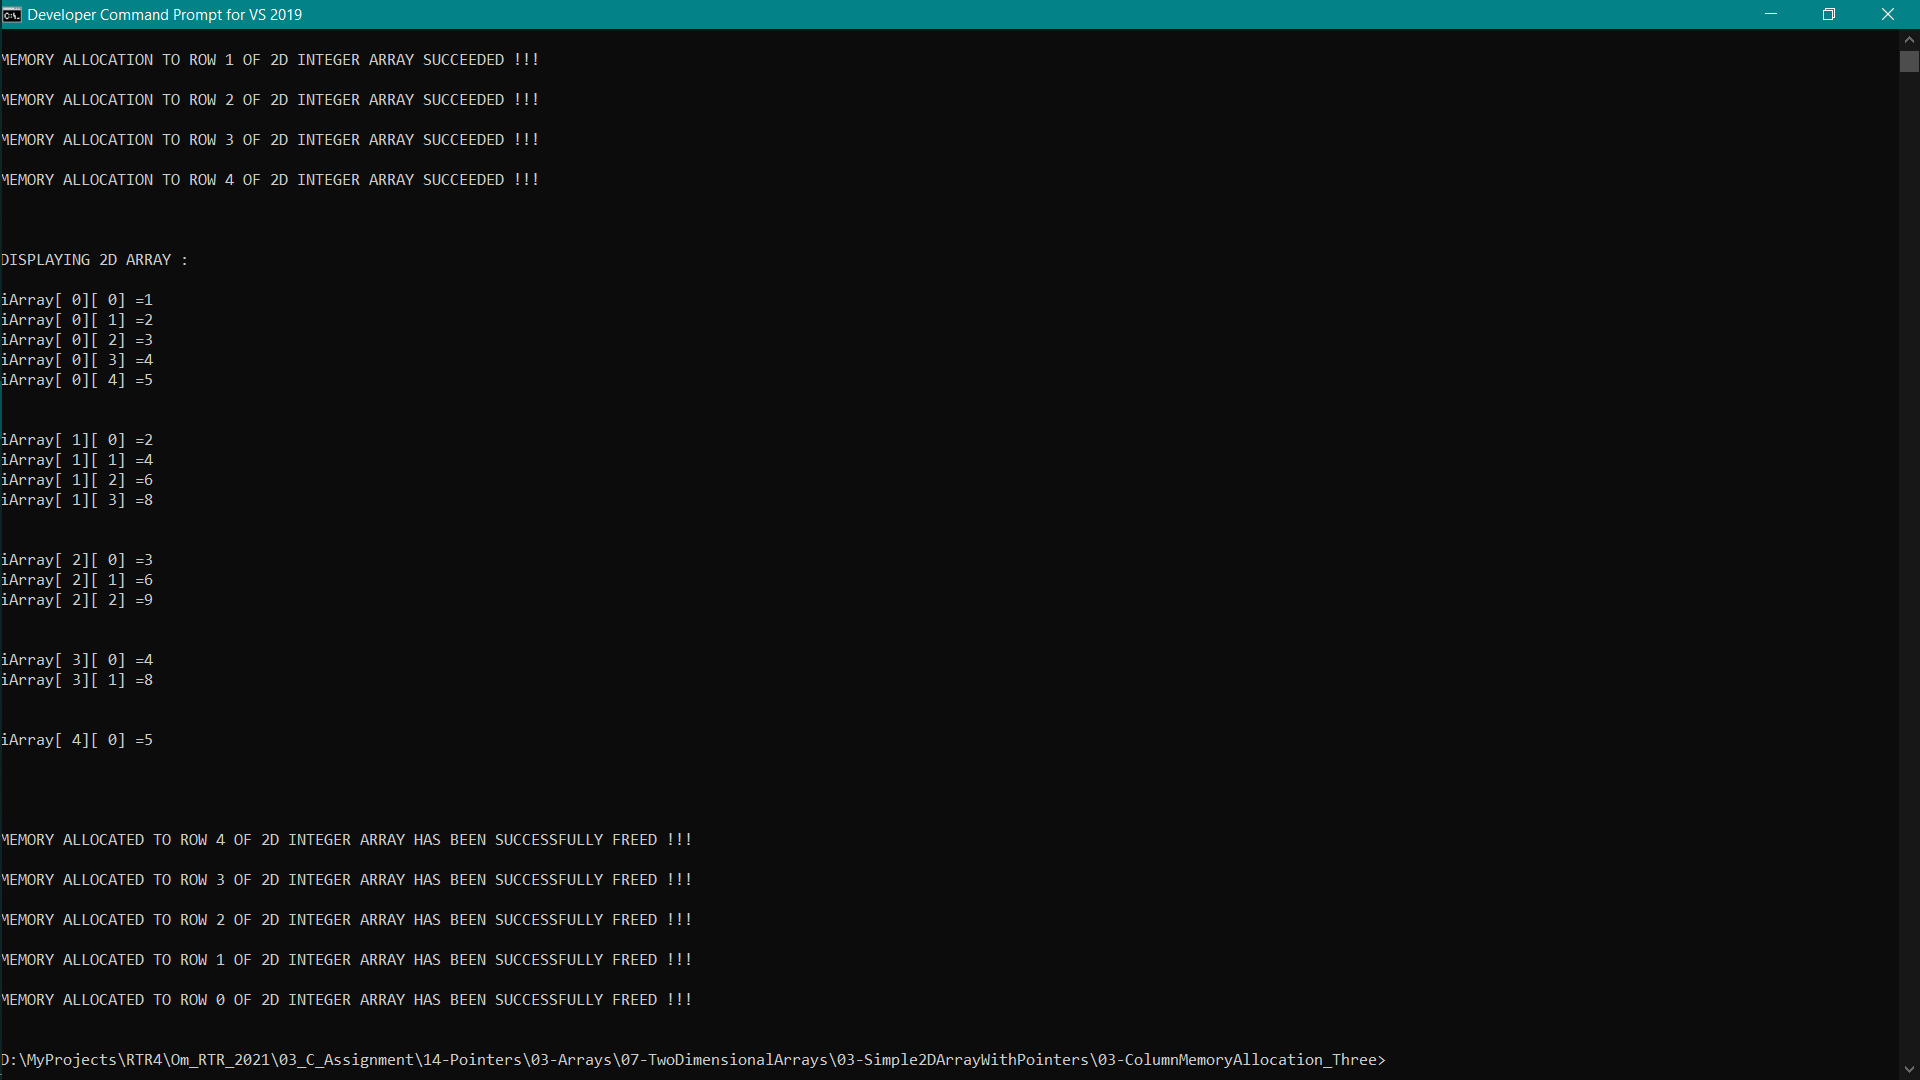 Developer Command Prompt for VS 2019
MEMORY ALLOCATION TO ROW 1 OF 2D INTEGER ARRAY SUCCEEDED !!!
MEMORY ALLOCATION TO ROW 2 OF 2D INTEGER ARRAY SUCCEEDED !!!
MEMORY ALLOCATION TO ROW 3 OF 2D INTEGER ARRAY SUCCEEDED !!!
MEMORY ALLOCATION TO ROW 4 OF 2D INTEGER ARRAY SUCCEEDED !!!
DISPLAYING 2D ARRAY :
iArray[ 0][ 0] =1
iArray[ 0][ 1] =2
iArray[ 0][ 2] =3
iArray[ 0][ 3] =4
iArray[ 0][ 4] =5
iArray[ 1][ 0] =2
iArray[ 1][ 1] =4
iArray[ 1][ 2] =6
iArray[ 1][ 3] =8
iArray[ 2][ 0] =3
iArray[ 2][ 1] =6
iArray[ 2][ 2] =9
iArray[ 3][ 0] =4
iArray[ 3][ 1] =8
iArray[ 4][ 0] =5
MEMORY ALLOCATED TO ROW 4 OF 2D INTEGER ARRAY HAS BEEN SUCCESSFULLY FREED !!!
MEMORY ALLOCATED TO ROW 3 OF 2D INTEGER ARRAY HAS BEEN SUCCESSFULLY FREED !!!
MEMORY ALLOCATED TO ROW 2 OF 2D INTEGER ARRAY HAS BEEN SUCCESSFULLY FREED !!!
MEMORY ALLOCATED TO ROW 1 OF 2D INTEGER ARRAY HAS BEEN SUCCESSFULLY FREED !!!
MEMORY ALLOCATED TO ROW 0 OF 2D INTEGER ARRAY HAS BEEN SUCCESSFULLY FREED !!!
D:\MyProjects\RTR4\Om_RTR_2021\03_C_Assignment\14-Pointers\03-Arrays\07-TwoDimensionalArrays\03-Simple2DArrayWithPointers\03-ColumnMemoryAllocation_Three>